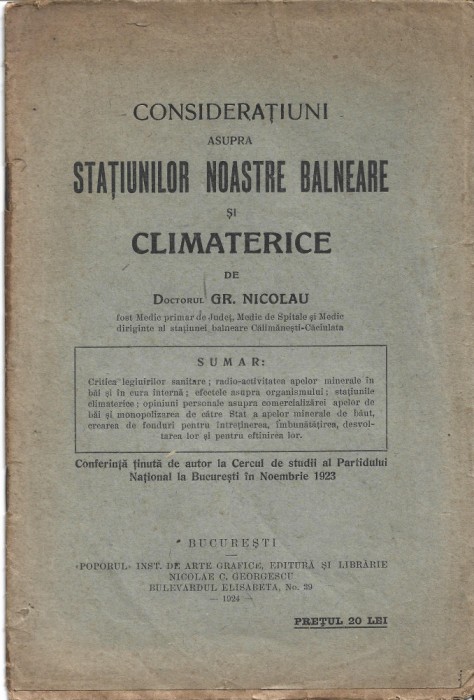 CONSIDERAȚIUNI
ASUPRA
STAȚIUNILOR NOASTRE BALNEARE
ȘI
CLIMATERICE
DE
Doctorul GR. NICOLAU
fost Medic primar de Județ, Medic de Spitale și Medic
diriginte al stațiunei balneare Călimănești-Căciulata
SUMAR:
Critica legiuirilor sanitare; radio-activitatea apelor minerale în
băi și în cura internă; efectele asupra organismului; stațiunile
climaterice; opiniuni personale asupra comercializărei apelor de
băi și monopolizarea de către Stat a apelor minerale de băut,
crearea de fonduri pentru întreținerea, îmbunătățirea, desvol-
tarea lor și pentru eftinirea lor.
Conferință ținută de autor la Cercul de studii al Partidului
Național la București în Noembrie 1923
BUCUREȘTI
«POPORUL» INST. DE ARTE GRAFICE, EDITURĂ ȘI LIBRĂRIE
NICOLAE C. GEORGESCU
BULEVARDUL ELISABETA, No. 29
— 1924 —
PREȚUL 20 LEI